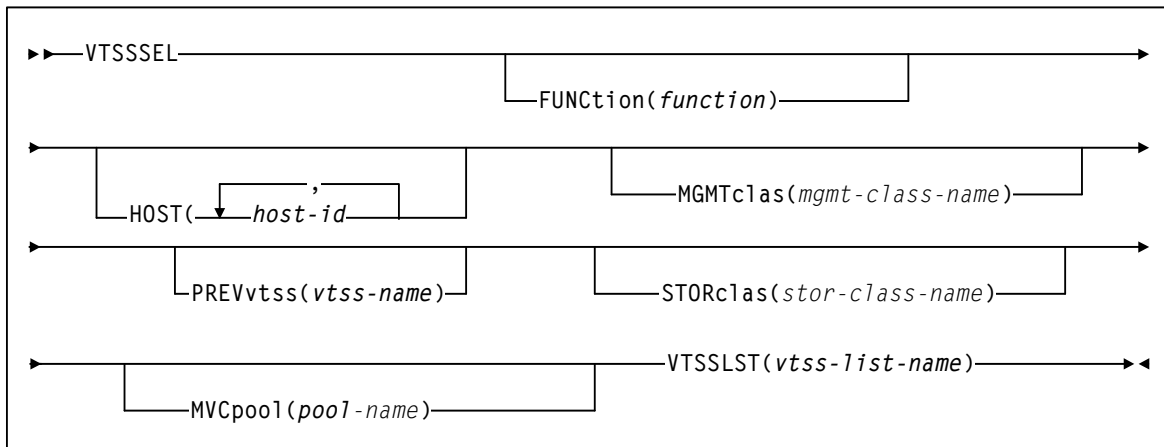 VTSSSEL
FUNCtion(function)
HOST( host-id
,
MGMTclas(mgmt-class-name)
PREVvtss(vtss-name)
STORclas(stor-class-name)
VTSSLST(vtss-list-name)
MVCpool(pool-name)